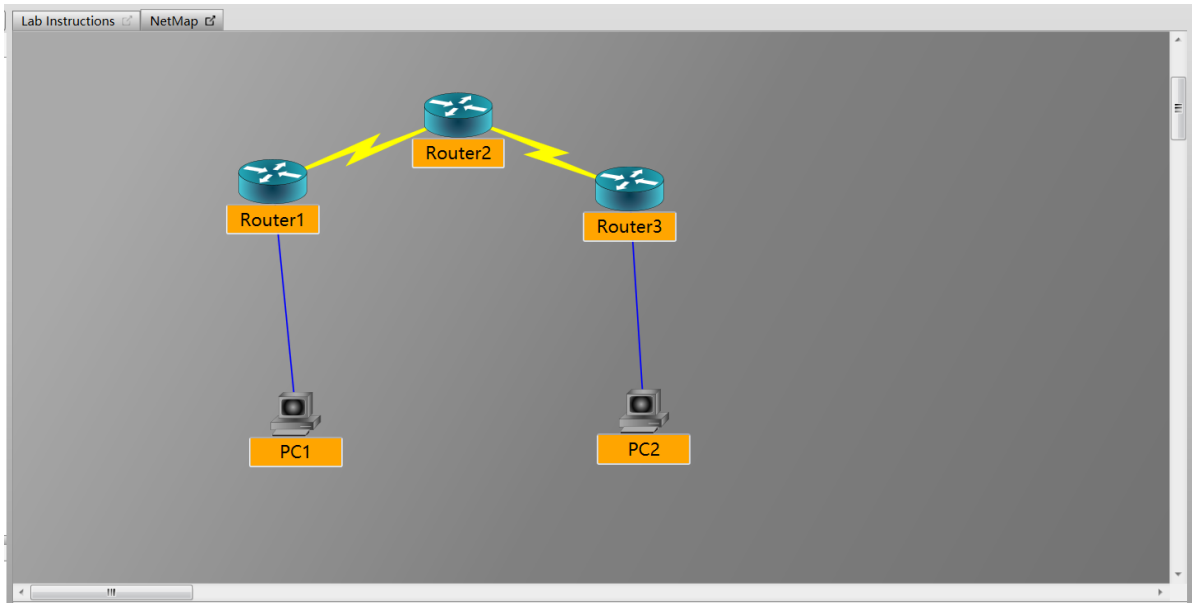 Lab Instructions
NetMap
Router2
Router1
Router3
PC1
PC2